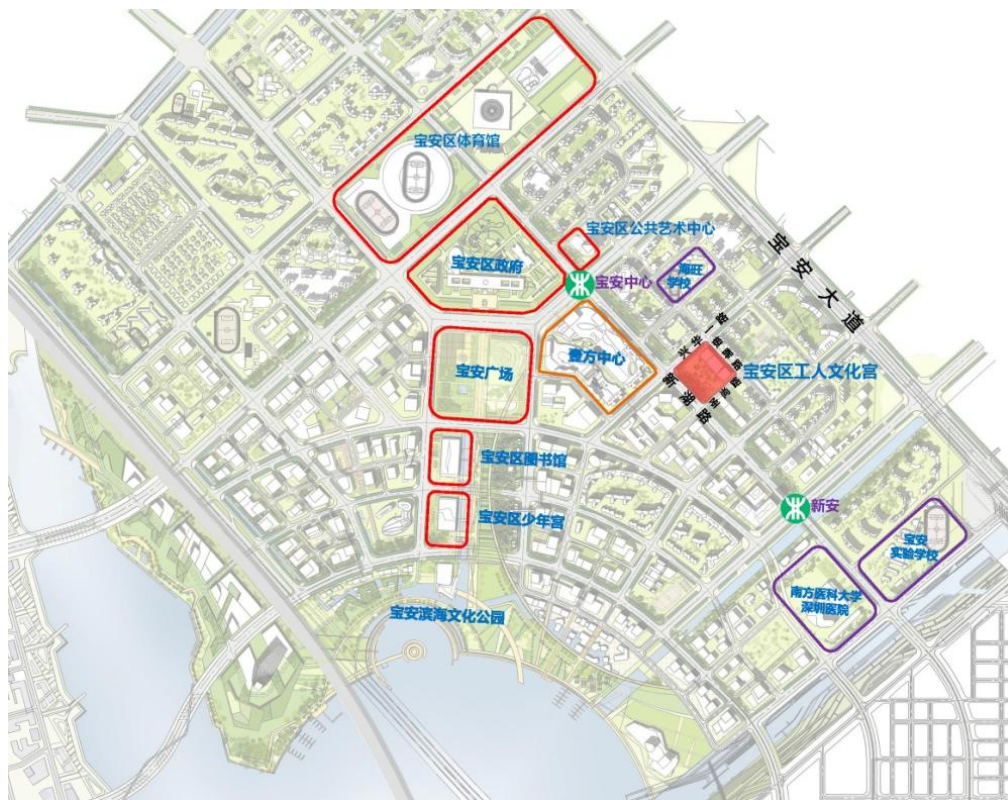 宝安区体育馆
宝安区公共艺术中心
宝安区政府
宝安中心
海旺
学校
宝安大道
壹方中心
宝安广场
兴华一路
新湖路
宝安区工人文化宫
宝安区图书馆
宝安区少年宫
新安
宝安
实验学校
南方医科大学
深圳医院
宝安滨海文化公园